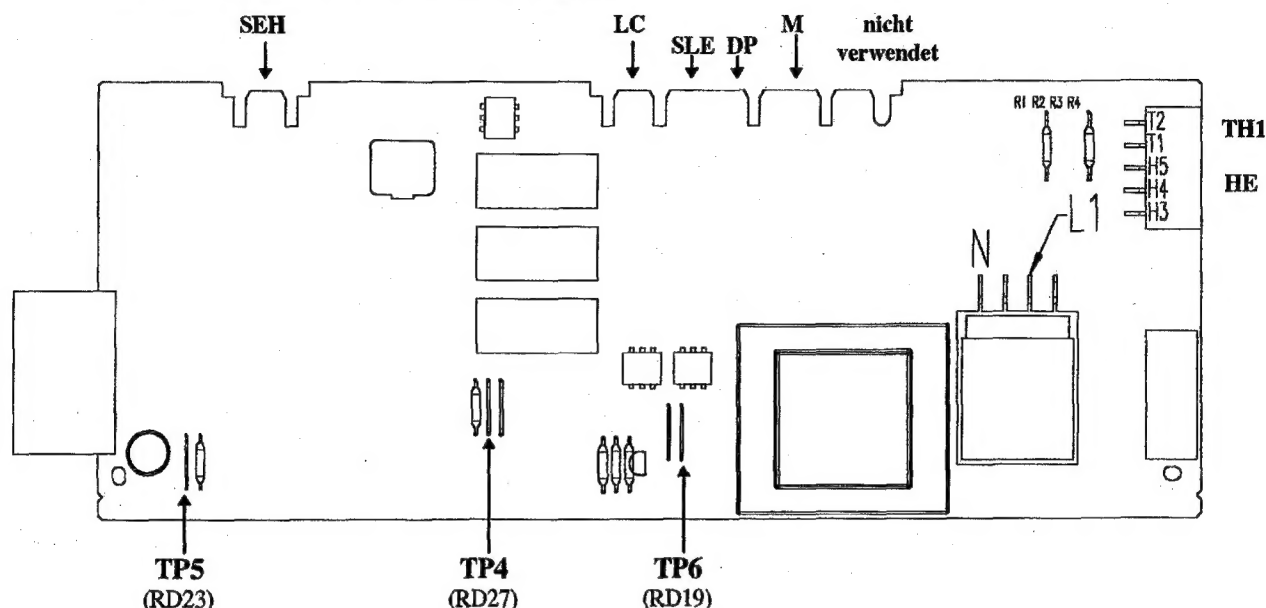 SEH
LC
SLE DP
M
nicht
verwendet
R1 R2 R3 R4
T2
T1
H5
H4
H3
TH1
HE
L1
N
TP5
(RD23)
TP4
(RD27)
TP6
(RD19)